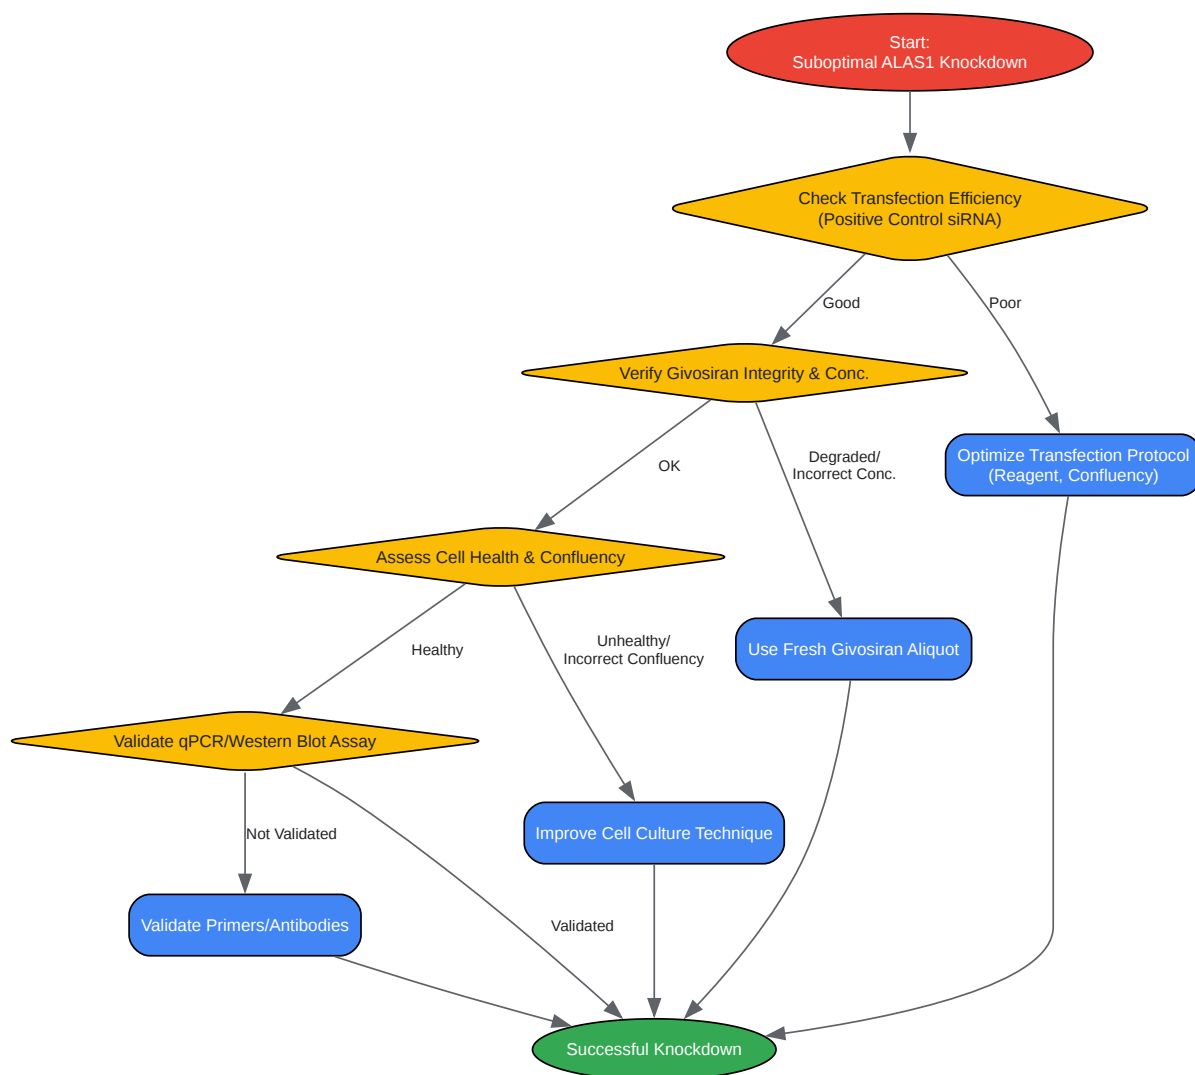 Start:
Suboptimal ALAS1 Knockdown
Check Transfection Efficiency
(Positive Control siRNA)
Good
Poor
Verify Givosiran Integrity & Conc.
OK
Degraded/
Incorrect Conc.
Optimize Transfection Protocol
(Reagent, Confluency)
Assess Cell Health & Confluency
Healthy
Unhealthy/
Incorrect Confluency
Use Fresh Givosiran Aliquot
Validate qPCR/Western Blot Assay
Not Validated
Improve Cell Culture Technique
Validate Primers/Antibodies
Validated
Successful Knockdown